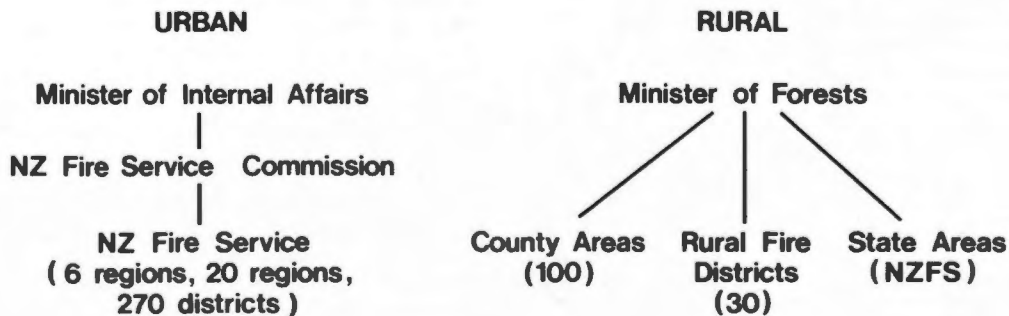 URBAN
Minister of Internal Affairs
NZ Fire Service Commission
NZ Fire Service
( 6 regions, 20 regions,
270 districts )
RURAL
Minister of Forests
County Areas
(100)
Rural Fire
Districts
(30)
State Areas
(NZFS)